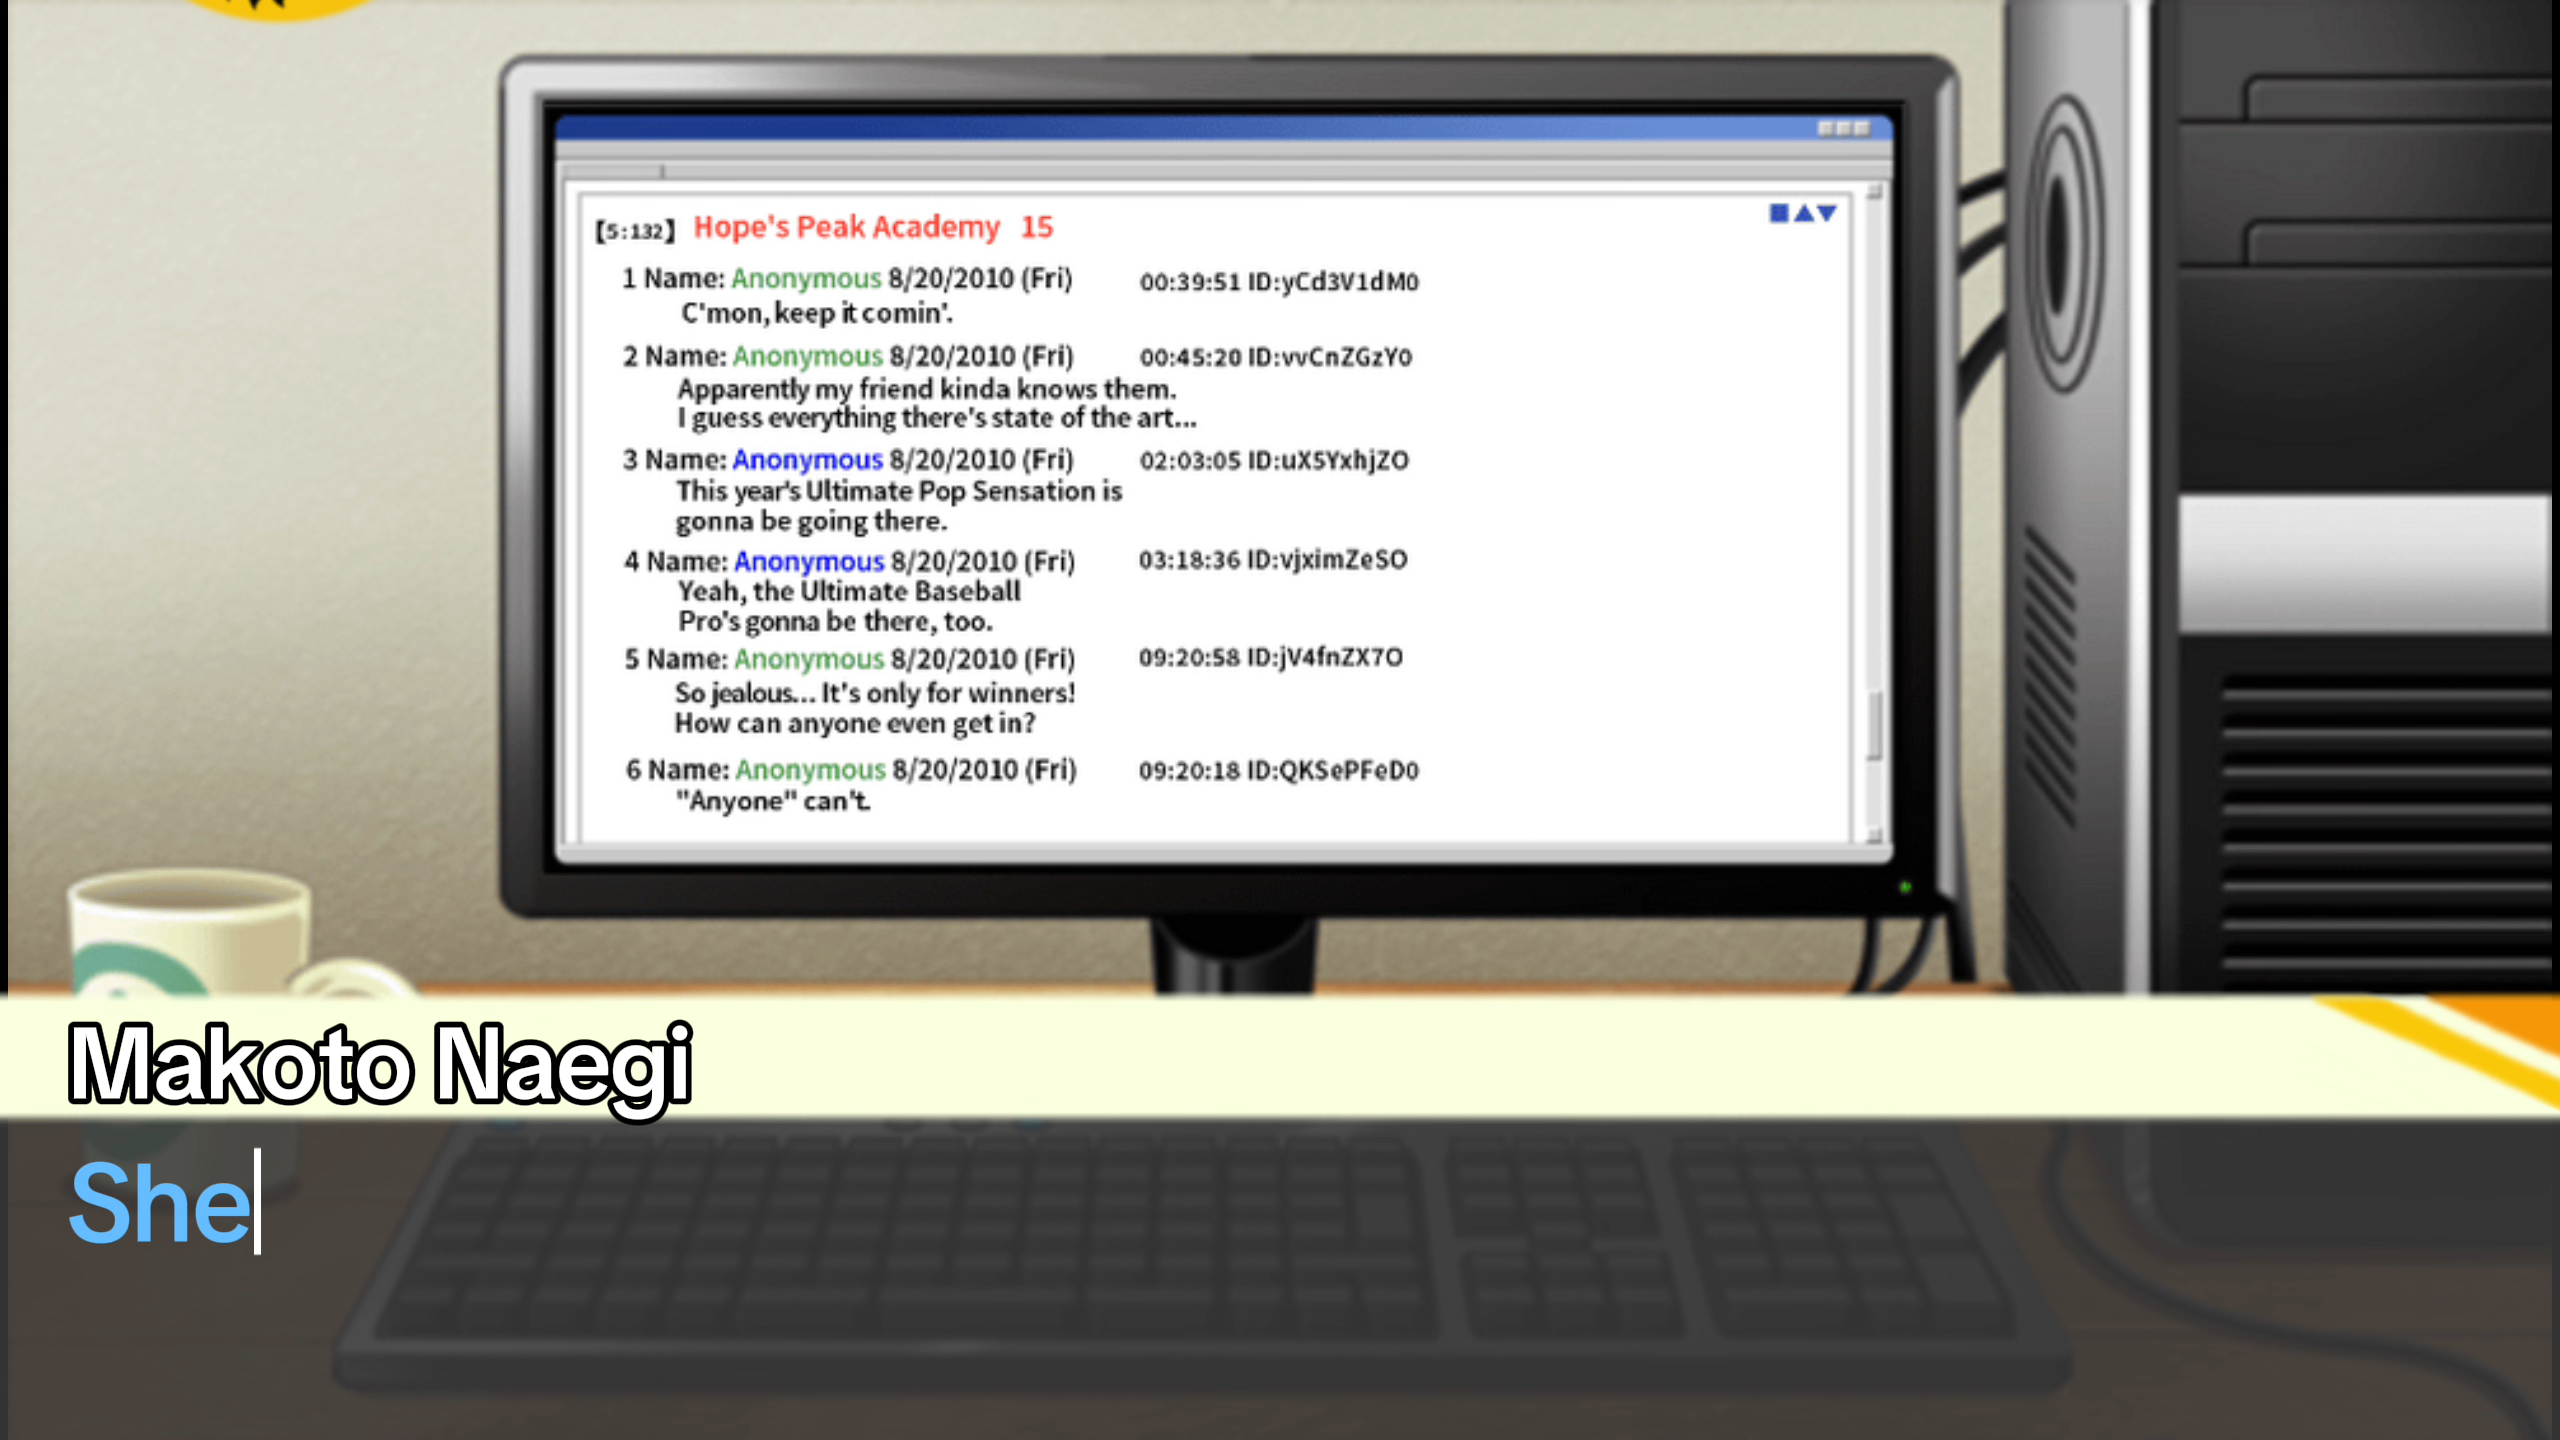 【5:132】 Hope's Peak Academy 15
1 Name: Anonymous 8/20/2010 (Fri) 00:39:51 ID:yCd3V1dM0
C'mon, keep it comin'.
2 Name: Anonymous 8/20/2010 (Fri) 00:45:20 ID:vvCnZGzY0
Apparently my friend kinda knows them.
I guess everything there's state of the art...
3 Name: Anonymous 8/20/2010 (Fri) 02:03:05 ID:uX5YxhjZO
This year's Ultimate Pop Sensation is
gonna be going there.
4 Name: Anonymous 8/20/2010 (Fri) 03:18:36 ID:vjximZeSO
Yeah, the Ultimate Baseball
Pro's gonna be there, too.
5 Name: Anonymous 8/20/2010 (Fri) 09:20:58 ID:jV4fnZX7O
So jealous... It's only for winners!
How can anyone even get in?
6 Name: Anonymous 8/20/2010 (Fri) 09:20:18 ID:QKSePFeD0
"Anyone" can't.
Makoto Naegi
She